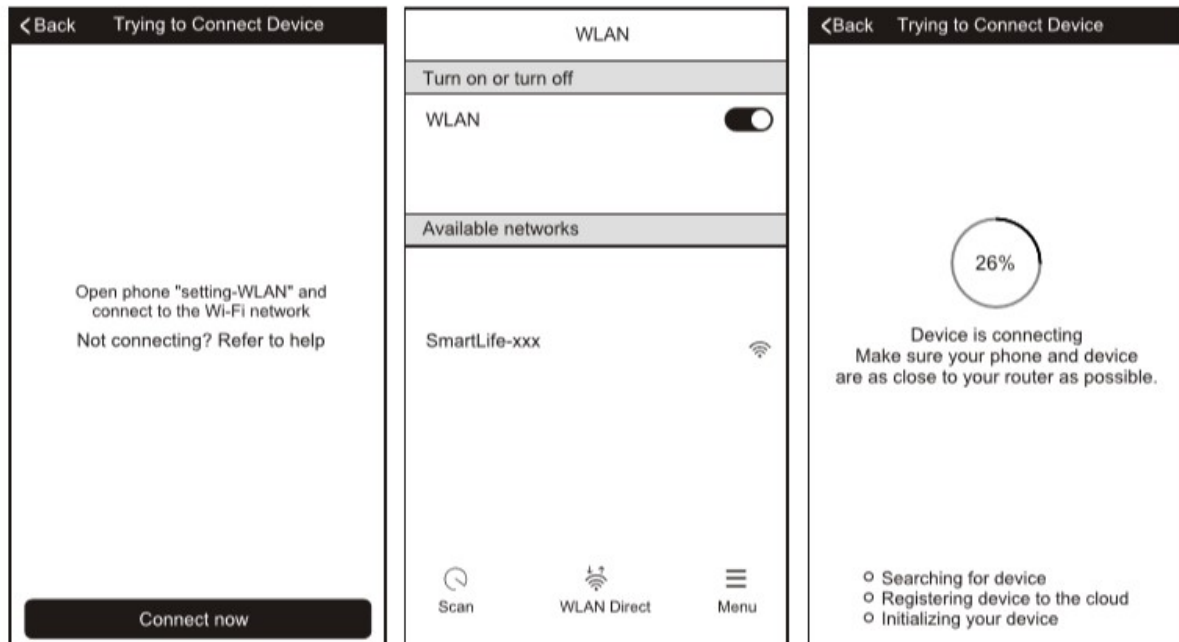 Back Trying to Connect Device
Open phone "setting-WLAN" and
connect to the Wi-Fi network
Not connecting? Refer to help
Connect now
WLAN
Turn on or turn off
WLAN
Available networks
SmartLife-xxx
Scan WLAN Direct Menu
Back Trying to Connect Device
26%
Device is connecting
Make sure your phone and device
are as close to your router as possible.
Searching for device
Registering device to the cloud
Initializing your device